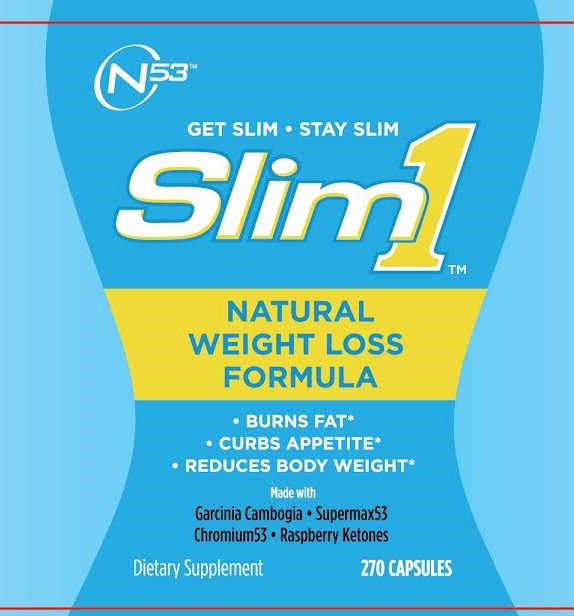 N53™
GET SLIM • STAY SLIM
Slim1™
NATURAL
WEIGHT LOSS
FORMULA
• BURNS FAT*
• CURBS APPETITE*
• REDUCES BODY WEIGHT*
Made with
Garcinia Cambogia • Supermax53
Chromium53 • Raspberry Ketones
Dietary Supplement 270 CAPSULES